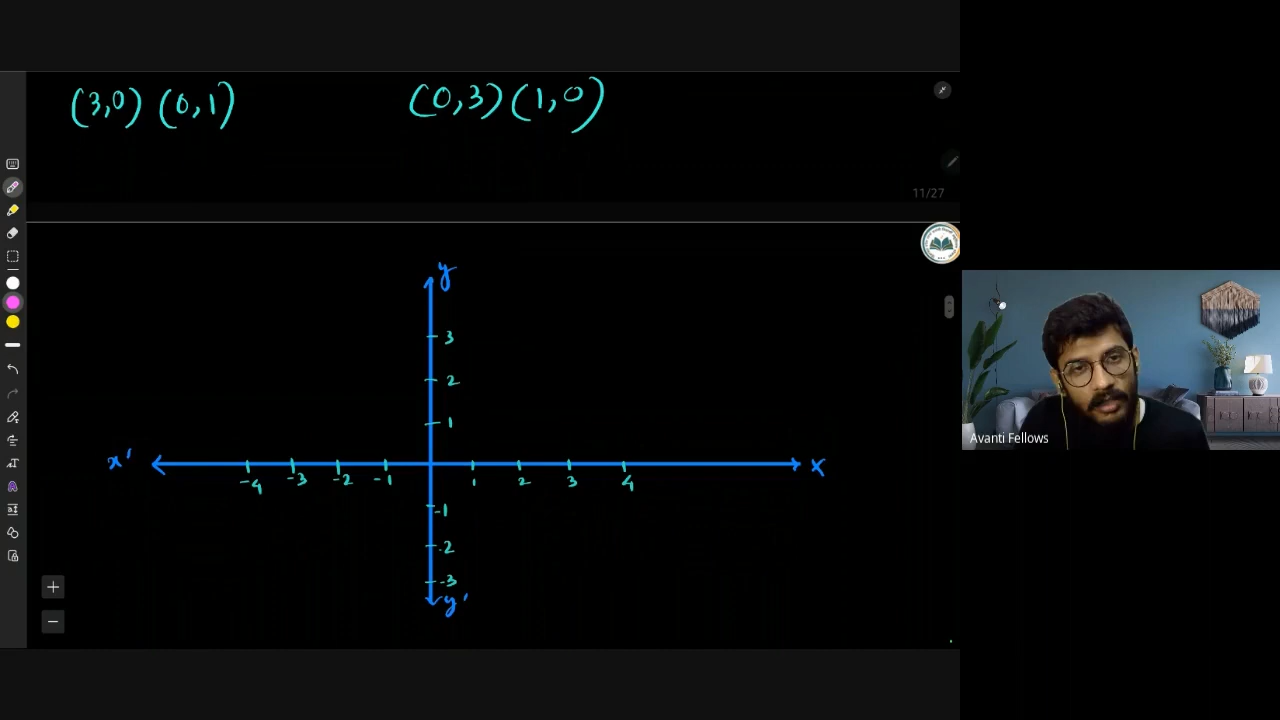 (3,0) (0,1) (0,3) (1,0)
11/27
y
3
2
1
x' x
-4 -3 -2 -1 1 2 3 4
-1
-2
-3
y'
Avanti Fellows